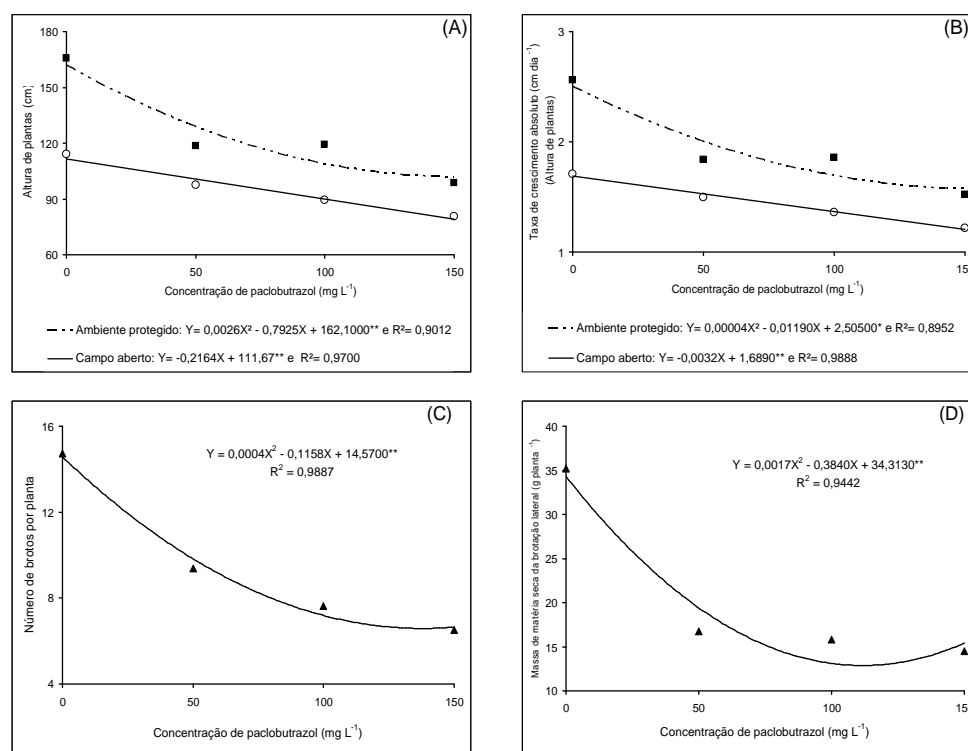 (A)
180
150
120
90
60
Altura de plantas (cm)
0 50 100 150
Concentração de paclobutrazol (mg L⁻¹)
Ambiente protegido: Y= 0,0026X² - 0,7925X + 162,1000** e R²= 0,9012
Campo aberto: Y= -0,2164X + 111,67** e R²= 0,9700
(B)
3
2
1
Taxa de crescimento absoluto (cm dia ⁻¹)
(Altura de plantas)
0 50 100 150
Concentração de paclobutrazol (mg L⁻¹)
Ambiente protegido: Y= 0,00004X² - 0,01190X + 2,50500* e R²= 0,8952
Campo aberto: Y= -0,0032X + 1,6890** e R²= 0,9888
(C)
16
12
8
4
Número de brotos por planta
Y = 0,0004X² - 0,1158X + 14,5700**
R² = 0,9887
0 50 100 150
Concentração de paclobutrazol (mg L⁻¹)
(D)
40
35
30
25
20
15
10
Massa de matéria seca da brotação lateral (g planta ⁻¹)
Y = 0,0017X² - 0,3840X + 34,3130**
R² = 0,9442
0 50 100 150
Concentração de paclobutrazol (mg L⁻¹)